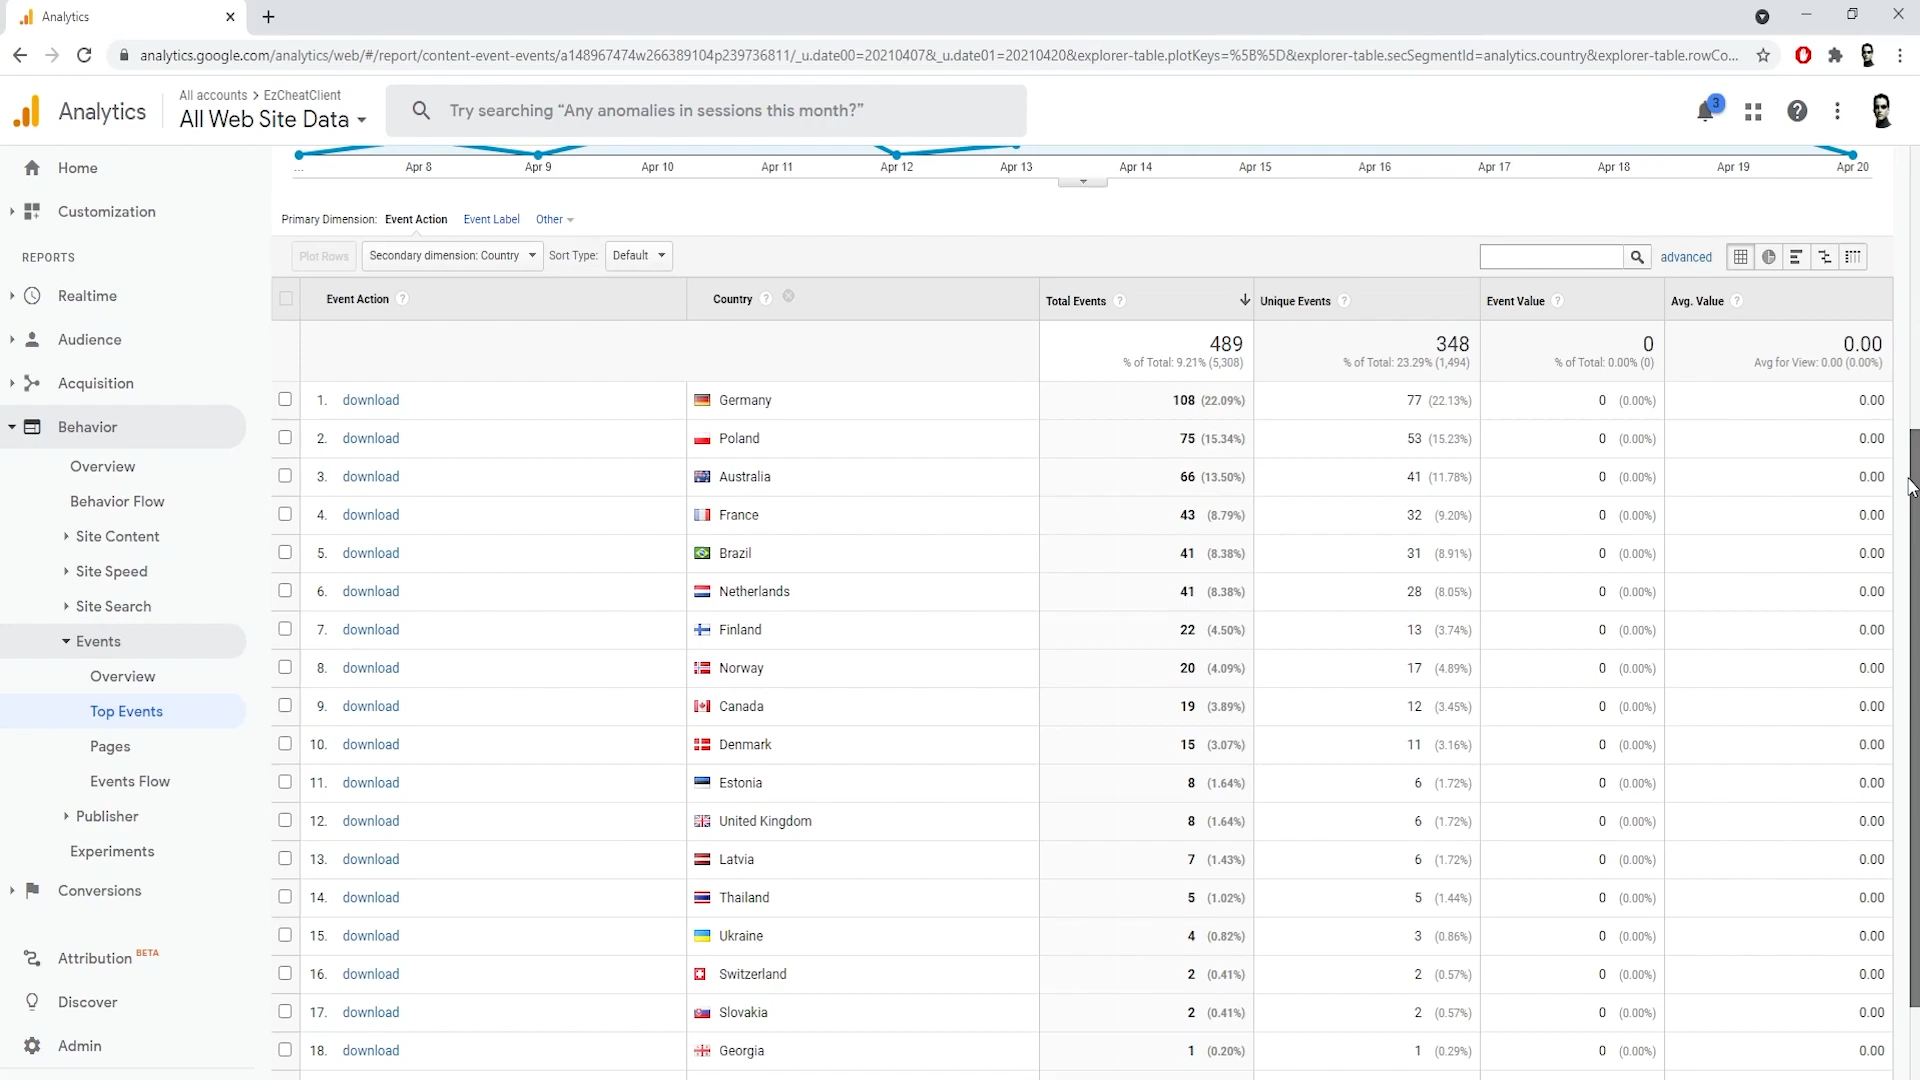 Analytics
analytics.google.com/analytics/web/#/report/content-event-events/a148967474w266389104p239736811/_u.date00=20210407&_u.date01=20210420&explorer-table.plotKeys=%5B%5D&explorer-table.secSegmentId=analytics.country&explorer-table.rowCo...
Analytics
All accounts > EzCheatClient
All Web Site Data
Try searching “Any anomalies in sessions this month?”
3
Home
Customization
REPORTS
Realtime
Audience
Acquisition
Behavior
Overview
Behavior Flow
Site Content
Site Speed
Site Search
Events
Overview
Top Events
Pages
Events Flow
Publisher
Experiments
Conversions
Attribution BETA
Discover
Admin
... Apr 8 Apr 9 Apr 10 Apr 11 Apr 12 Apr 13 Apr 14 Apr 15 Apr 16 Apr 17 Apr 18 Apr 19 Apr 20
Primary Dimension: Event Action Event Label Other
Plot Rows Secondary dimension: Country Sort Type: Default advanced
Event Action ? Country ? Total Events ? Unique Events ? Event Value ? Avg. Value ?
489 348 0 0.00
% of Total: 9.21% (5,308) % of Total: 23.29% (1,494) % of Total: 0.00% (0) Avg for View: 0.00 (0.00%)
1. download Germany 108 (22.09%) 77 (22.13%) 0 (0.00%) 0.00
2. download Poland 75 (15.34%) 53 (15.23%) 0 (0.00%) 0.00
3. download Australia 66 (13.50%) 41 (11.78%) 0 (0.00%) 0.00
4. download France 43 (8.79%) 32 (9.20%) 0 (0.00%) 0.00
5. download Brazil 41 (8.38%) 31 (8.91%) 0 (0.00%) 0.00
6. download Netherlands 41 (8.38%) 28 (8.05%) 0 (0.00%) 0.00
7. download Finland 22 (4.50%) 13 (3.74%) 0 (0.00%) 0.00
8. download Norway 20 (4.09%) 17 (4.89%) 0 (0.00%) 0.00
9. download Canada 19 (3.89%) 12 (3.45%) 0 (0.00%) 0.00
10. download Denmark 15 (3.07%) 11 (3.16%) 0 (0.00%) 0.00
11. download Estonia 8 (1.64%) 6 (1.72%) 0 (0.00%) 0.00
12. download United Kingdom 8 (1.64%) 6 (1.72%) 0 (0.00%) 0.00
13. download Latvia 7 (1.43%) 6 (1.72%) 0 (0.00%) 0.00
14. download Thailand 5 (1.02%) 5 (1.44%) 0 (0.00%) 0.00
15. download Ukraine 4 (0.82%) 3 (0.86%) 0 (0.00%) 0.00
16. download Switzerland 2 (0.41%) 2 (0.57%) 0 (0.00%) 0.00
17. download Slovakia 2 (0.41%) 2 (0.57%) 0 (0.00%) 0.00
18. download Georgia 1 (0.20%) 1 (0.29%) 0 (0.00%) 0.00